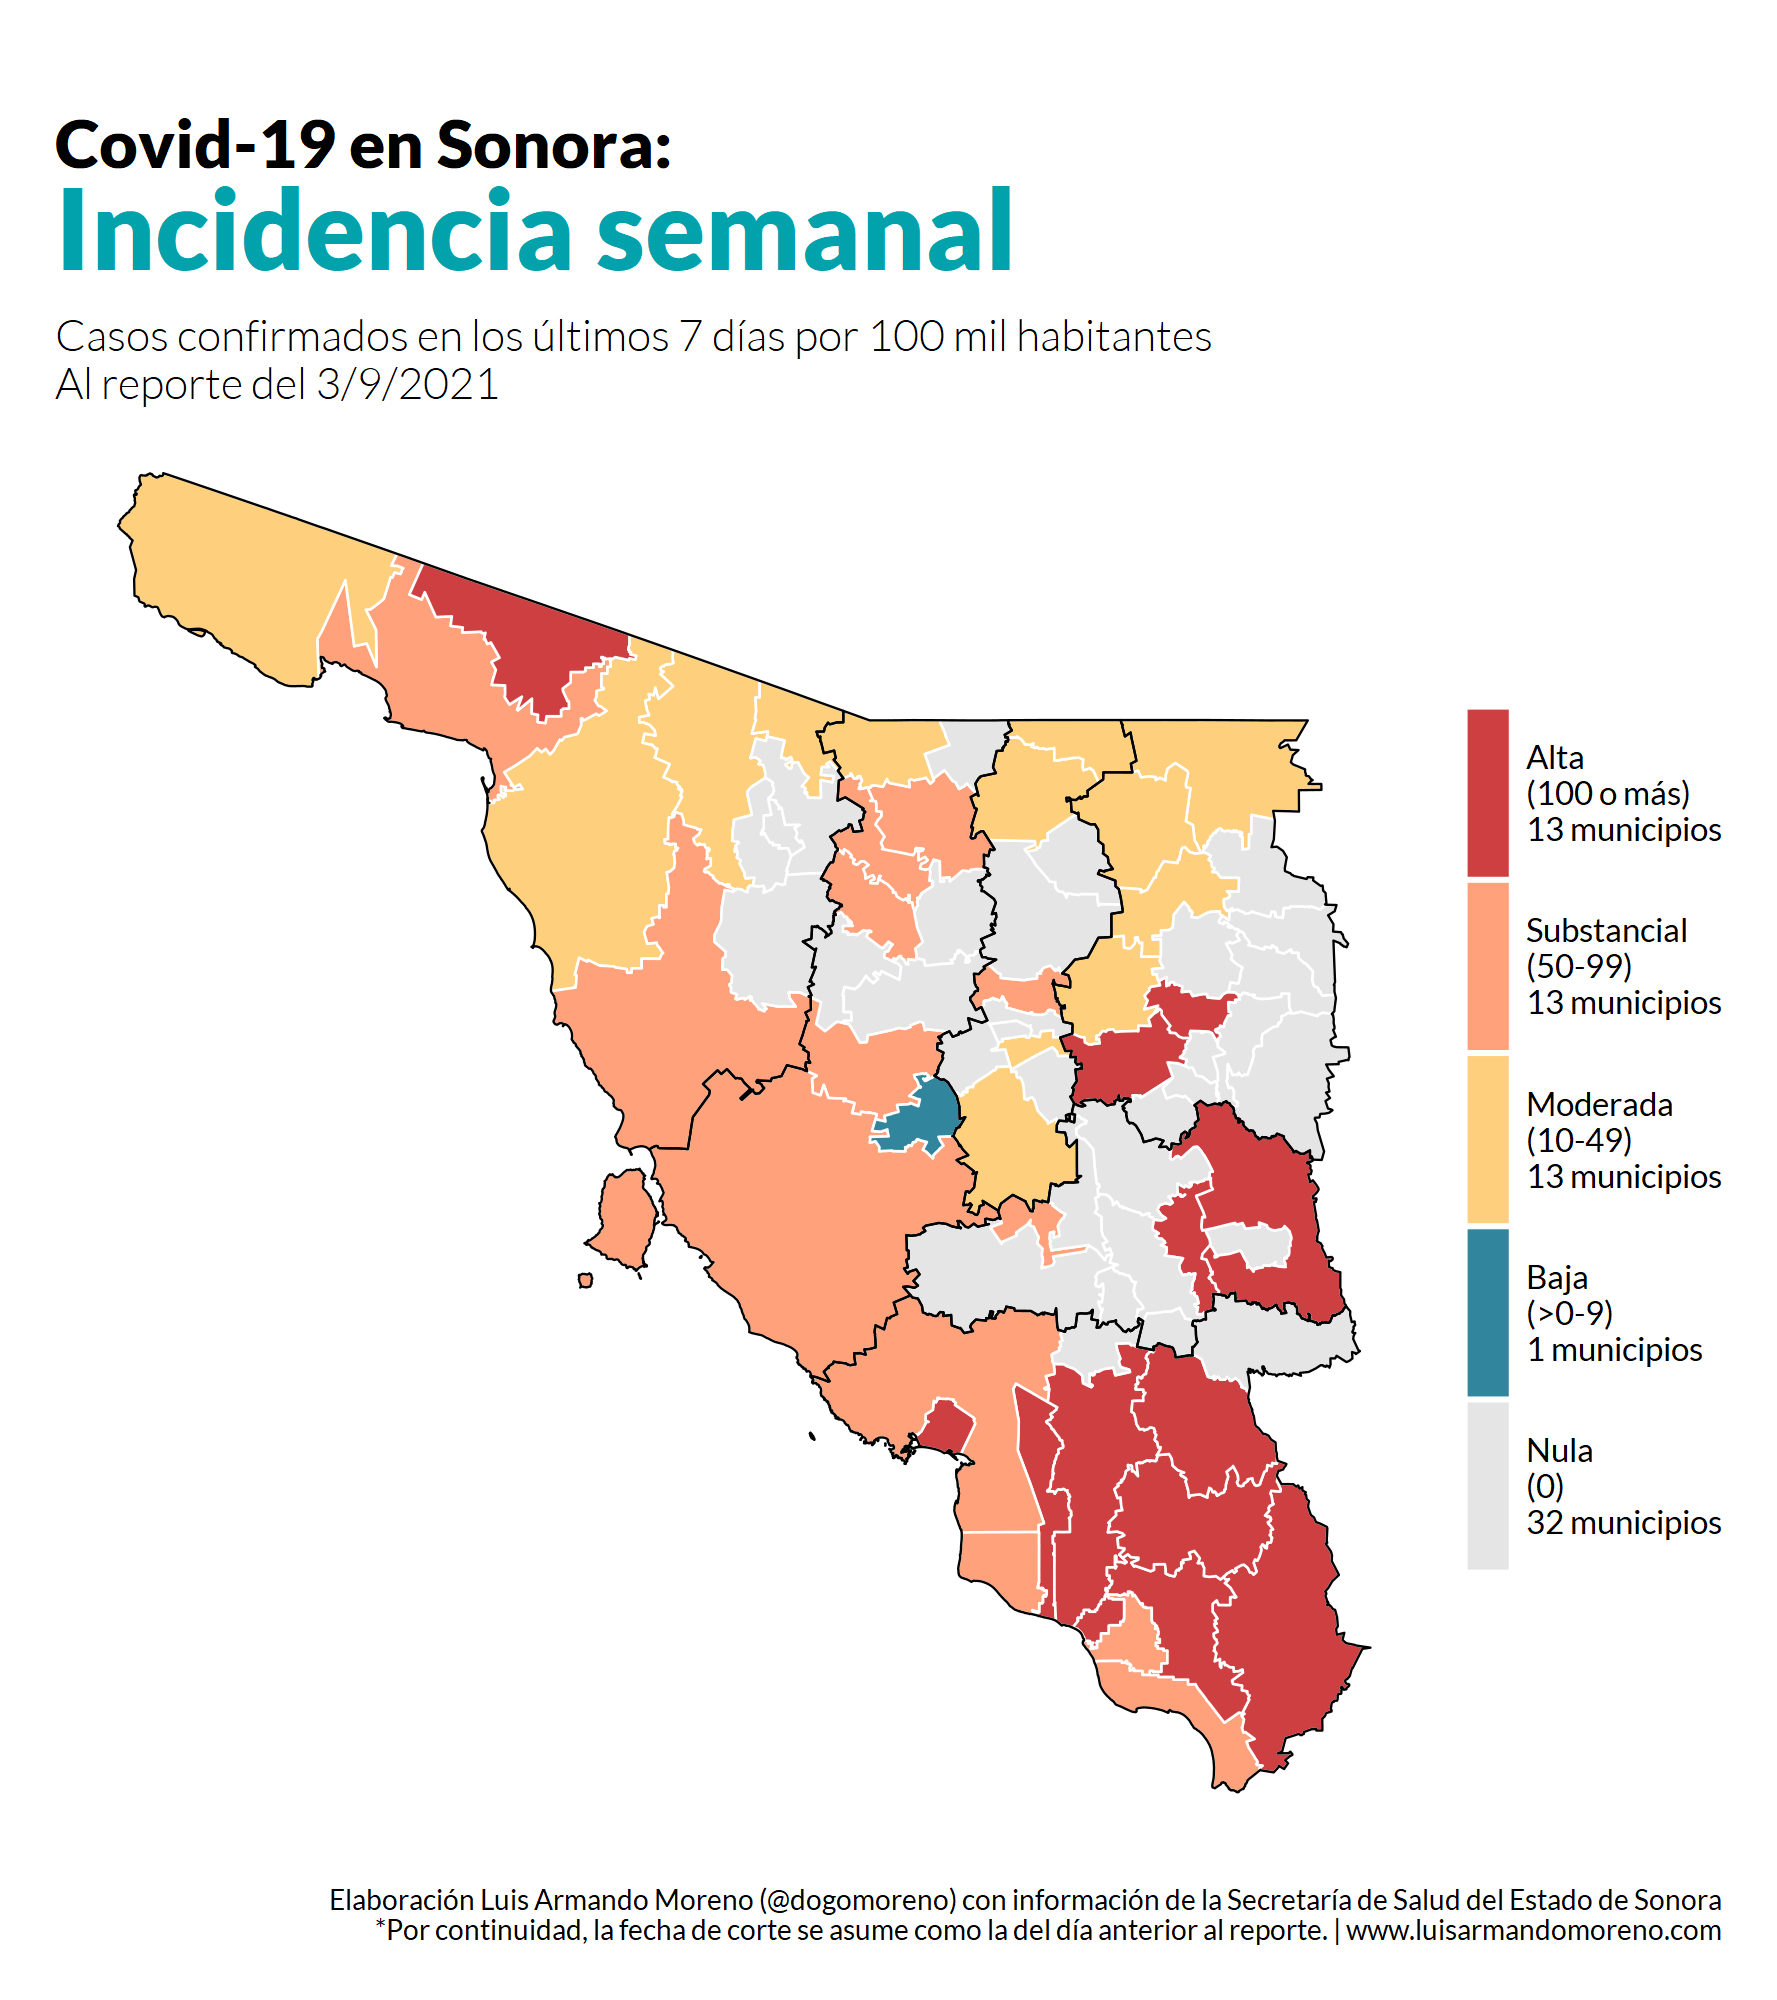 Covid-19 en Sonora:
Incidencia semanal
Casos confirmados en los últimos 7 días por 100 mil habitantes
Al reporte del 3/9/2021
Alta
(100 o más)
13 municipios
Substancial
(50-99)
13 municipios
Moderada
(10-49)
13 municipios
Baja
(>0-9)
1 municipios
Nula
(0)
32 municipios
Elaboración Luis Armando Moreno (@dogomoreno) con información de la Secretaría de Salud del Estado de Sonora
*Por continuidad, la fecha de corte se asume como la del día anterior al reporte. | www.luisarmandomoreno.com